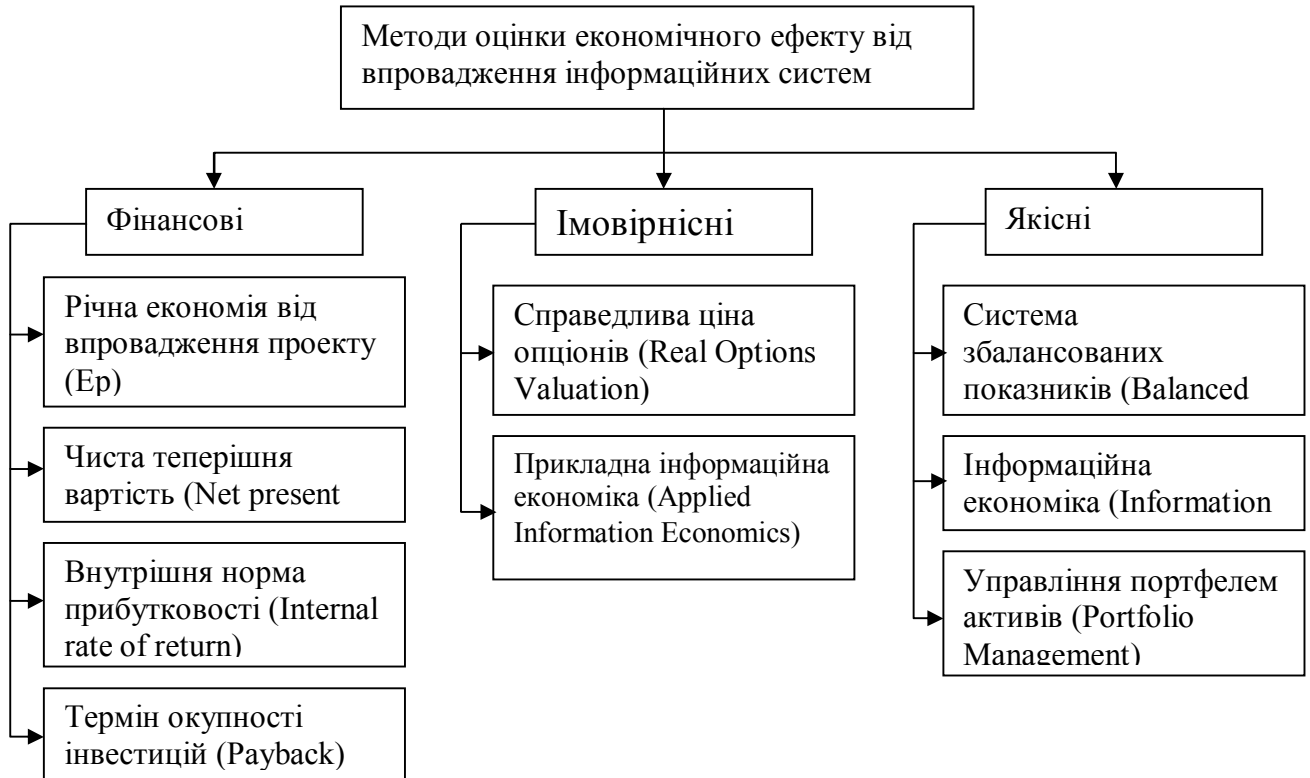 Методи оцінки економічного ефекту від
впровадження інформаційних систем
Фінансові
Річна економія від
впровадження проекту
(Ер)
Чиста теперішня
вартість (Net present
Внутрішня норма
прибутковості (Internal
rate of return)
Термін окупності
інвестицій (Payback)
Імовірнісні
Справедлива ціна
опціонів (Real Options
Valuation)
Прикладна інформаційна
економіка (Applied
Information Economics)
Якісні
Система
збалансованих
показників (Balanced
Інформаційна
економіка (Information
Управління портфелем
активів (Portfolio
Management)